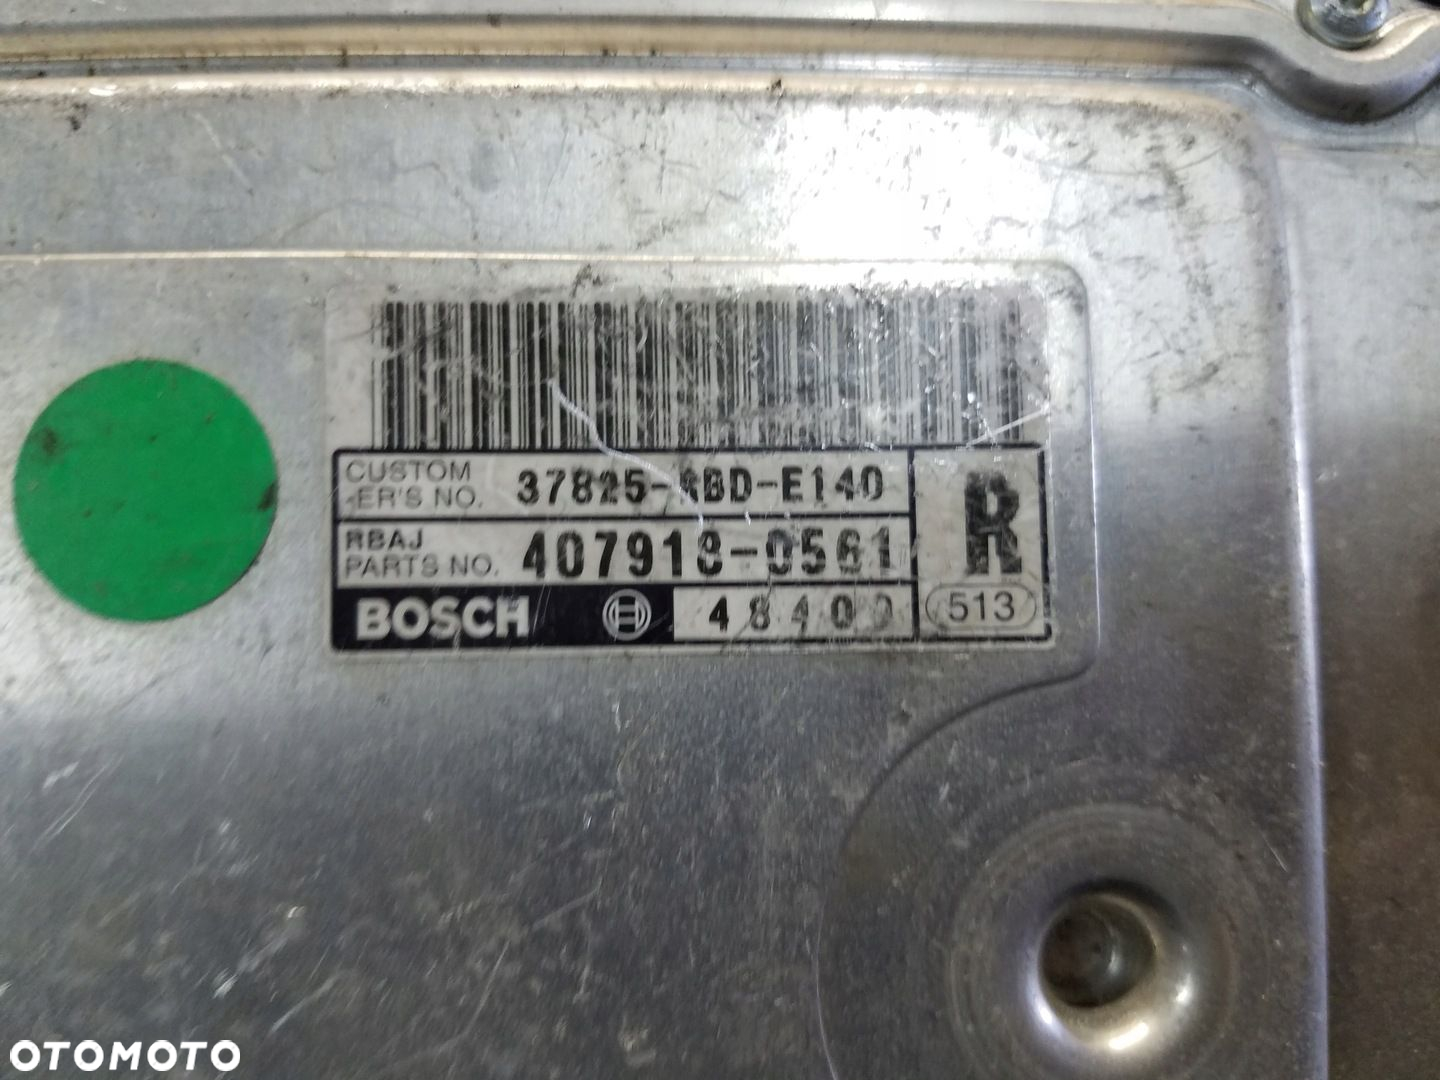 CUSTOM
-ER'S NO. 37825-RBD-E140
RBAJ
PARTS NO. 407918-0561
R
BOSCH 48400 513
OTOMOTO